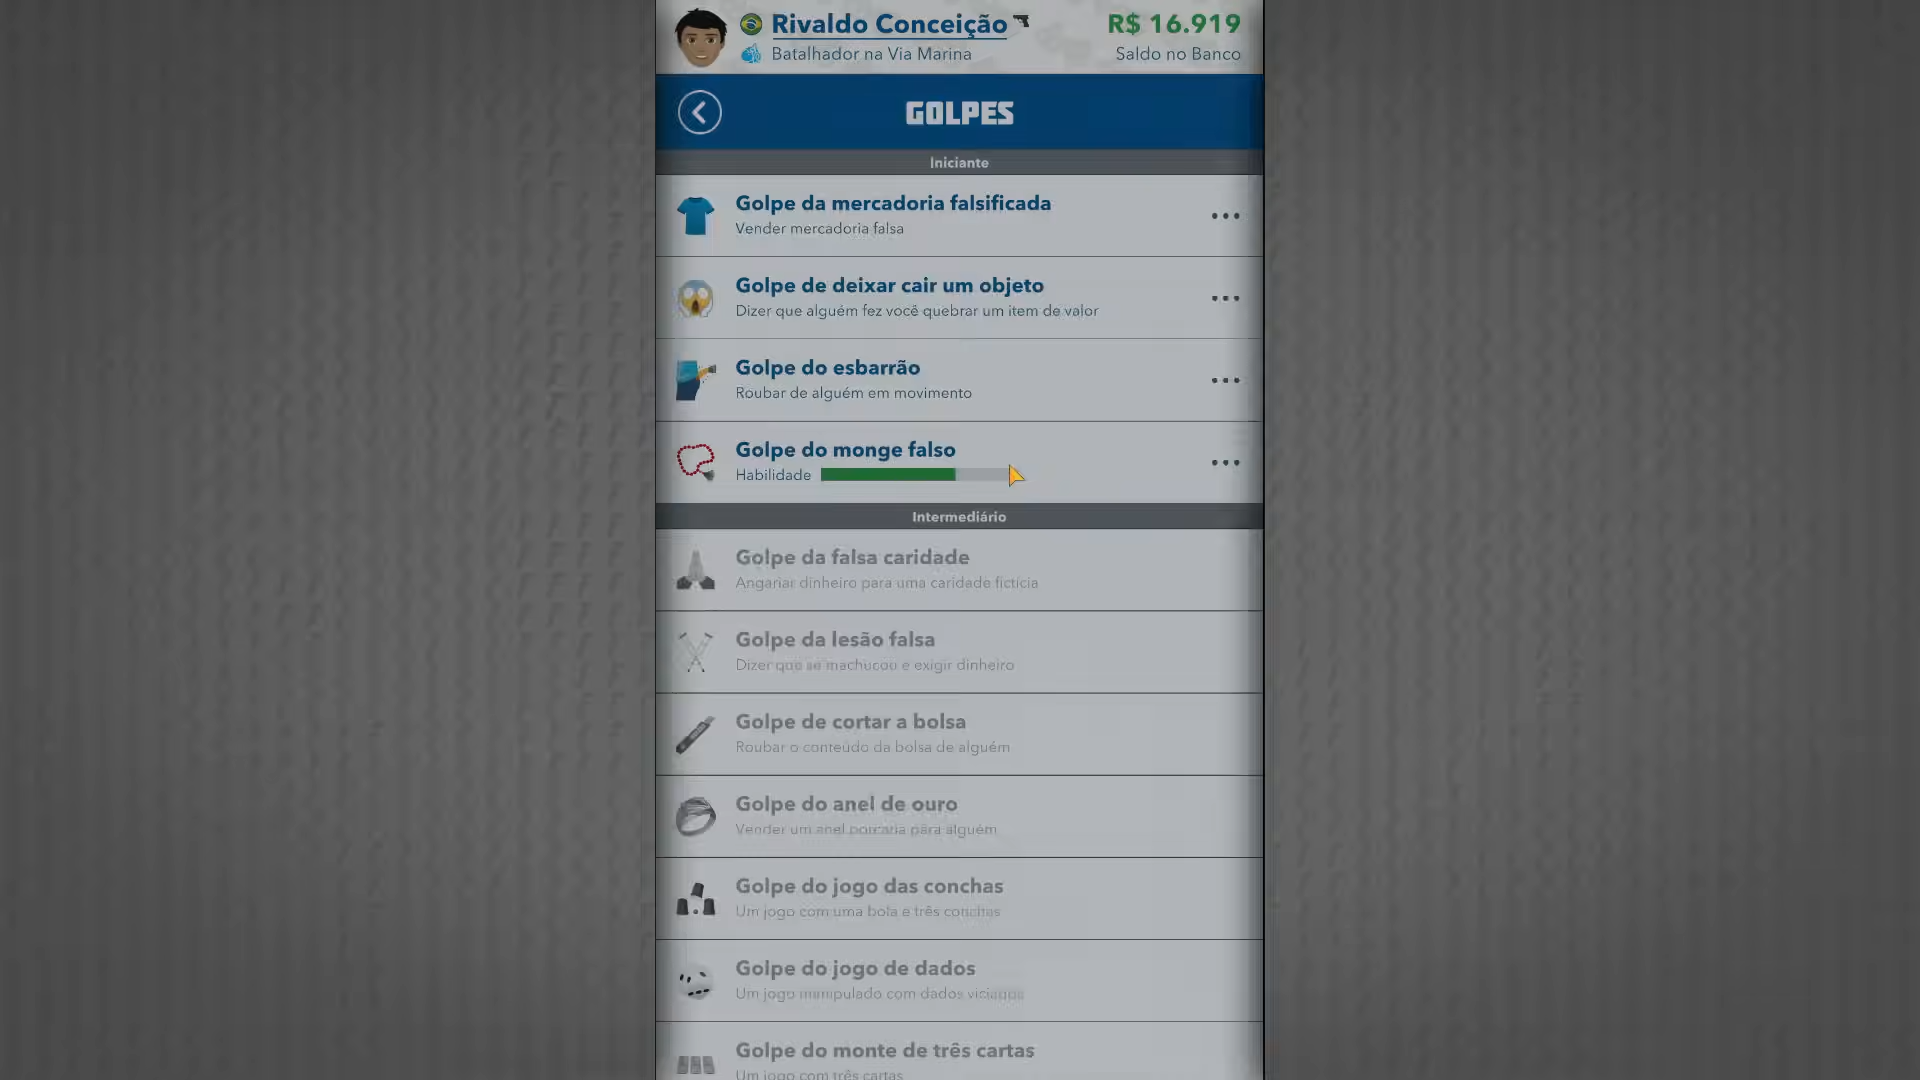 Rivaldo Conceição
R$ 16.919
Batalhador na Via Marina
Saldo no Banco
GOLPES
Iniciante
Golpe da mercadoria falsificada
Vender mercadoria falsa
Golpe de deixar cair um objeto
Dizer que alguém fez você quebrar um item de valor
Golpe do esbarrão
Roubar de alguém em movimento
Golpe do monge falso
Habilidade
Intermediário
Golpe da falsa caridade
Angariar dinheiro para uma caridade fictícia
Golpe da lesão falsa
Dizer que se machucou e exigir dinheiro
Golpe de cortar a bolsa
Roubar o conteúdo da bolsa de alguém
Golpe do anel de ouro
Vender um anel porcaria para alguém
Golpe do jogo das conchas
Um jogo com uma bola e três conchas
Golpe do jogo de dados
Um jogo manipulado com dados viciados
Golpe do monte de três cartas
Um jogo com três cartas